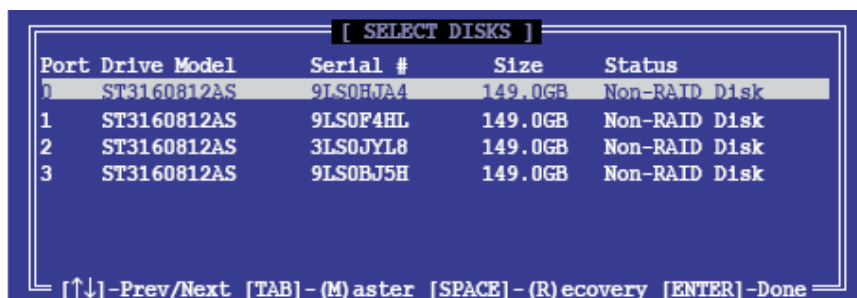 [ SELECT DISKS ]
Port Drive Model Serial # Size Status
0 ST3160812AS 9LS0HJA4 149.0GB Non-RAID Disk
1 ST3160812AS 9LS0F4HL 149.0GB Non-RAID Disk
2 ST3160812AS 3LS0JYL8 149.0GB Non-RAID Disk
3 ST3160812AS 9LS0BJ5H 149.0GB Non-RAID Disk
[↑↓]-Prev/Next [TAB]-(M)aster [SPACE]-(R)ecovery [ENTER]-Done